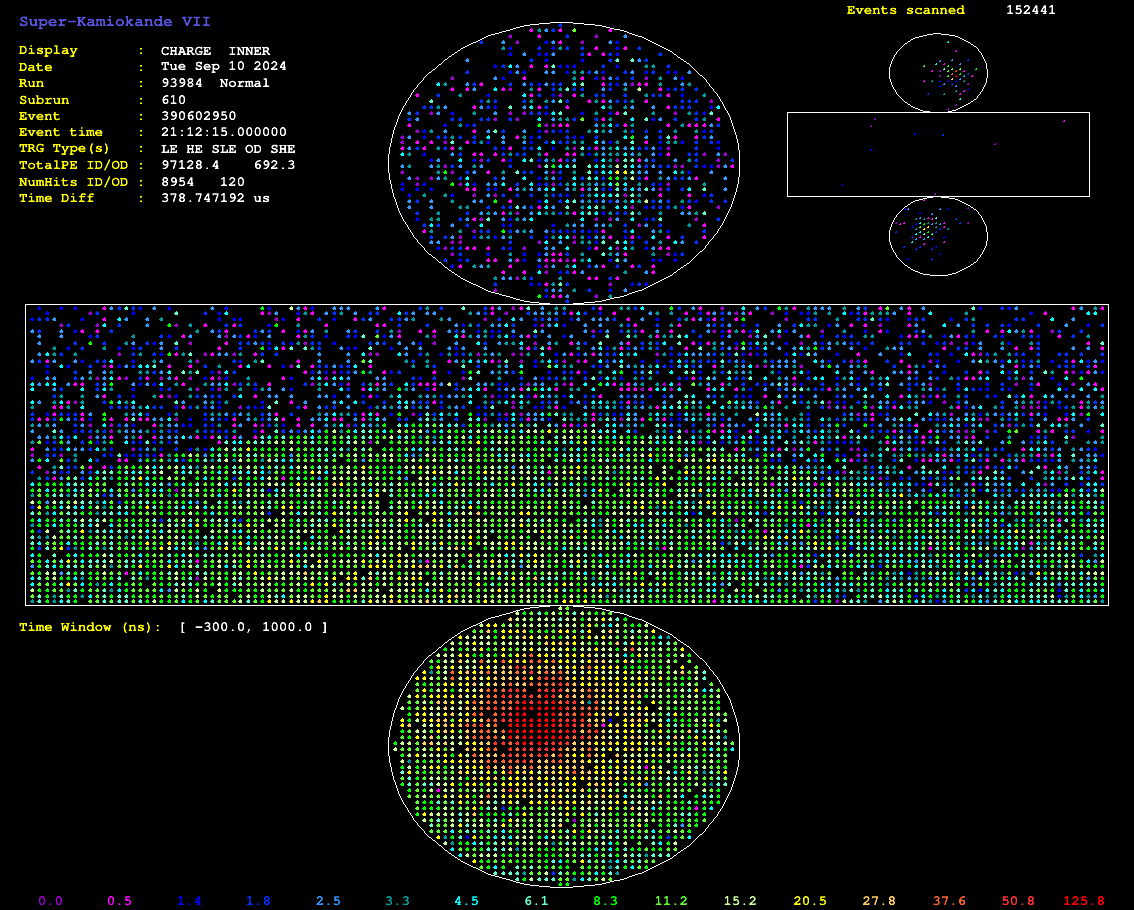 Super-Kamiokande VII
Events scanned 152441
Display : CHARGE INNER
Date : Tue Sep 10 2024
Run : 93984 Normal
Subrun : 610
Event : 390602950
Event time : 21:12:15.000000
TRG Type(s) : LE HE SLE OD SHE
TotalPE ID/OD : 97128.4 692.3
NumHits ID/OD : 8954 120
Time Diff : 378.747192 us
Time Window (ns): [ -300.0, 1000.0 ]
0.0 0.5 1.4 1.8 2.5 3.3 4.5 6.1 8.3 11.2 15.2 20.5 27.8 37.6 50.8 125.8